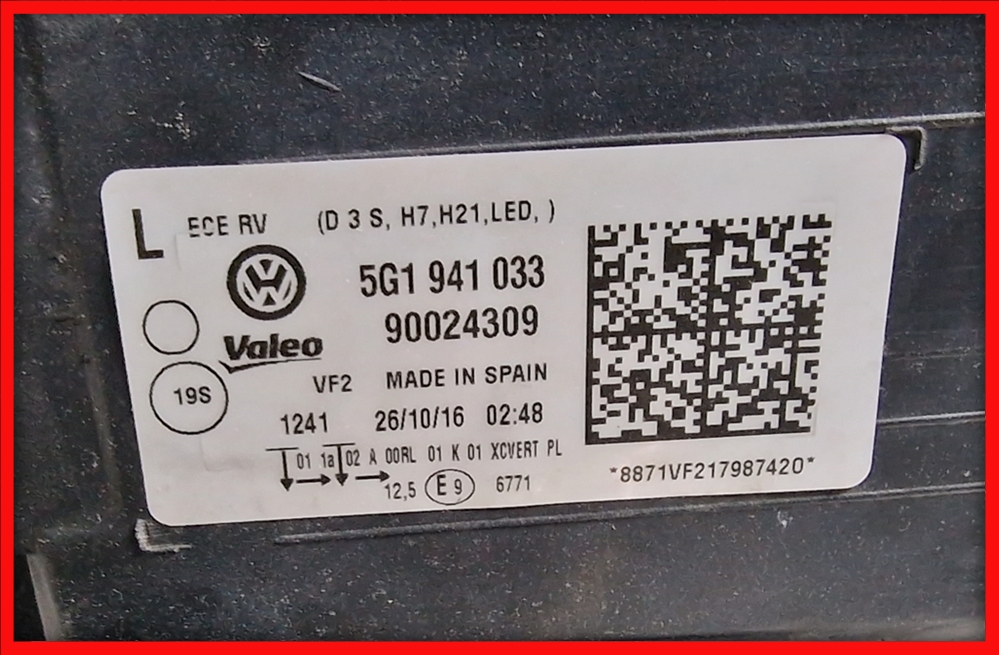 L ECE RV (D 3 S, H7,H21,LED, )
5G1 941 033
90024309
Valeo
19S
VF2 MADE IN SPAIN
1241 26/10/16 02:48
01 1a 02 A 00RL 01 K 01 XCVERT PL
12,5 E 9 6771
*8871VF217987420*